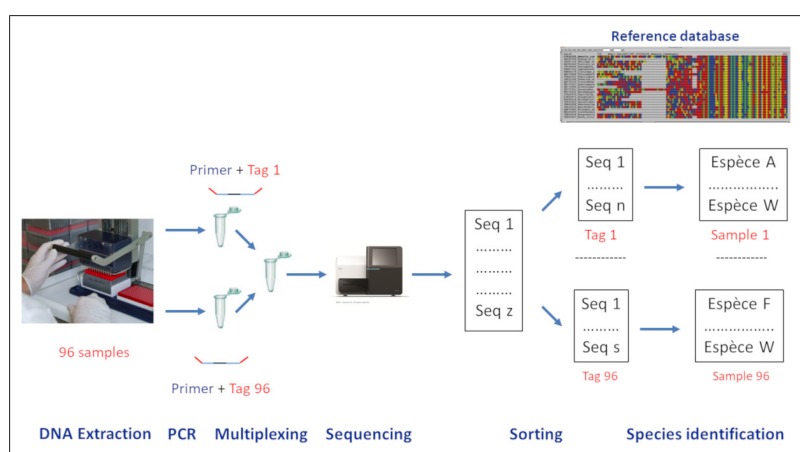 Reference database
Primer + Tag 1
Seq 1
.........
Seq n
Espèce A
.................
Espèce W
Seq 1
.........
.........
.........
Seq z
Tag 1
Sample 1
------------
------------
Seq 1
.........
Seq s
Espèce F
.................
Espèce W
96 samples
Tag 96
Sample 96
Primer + Tag 96
DNA Extraction
PCR
Multiplexing
Sequencing
Sorting
Species identification